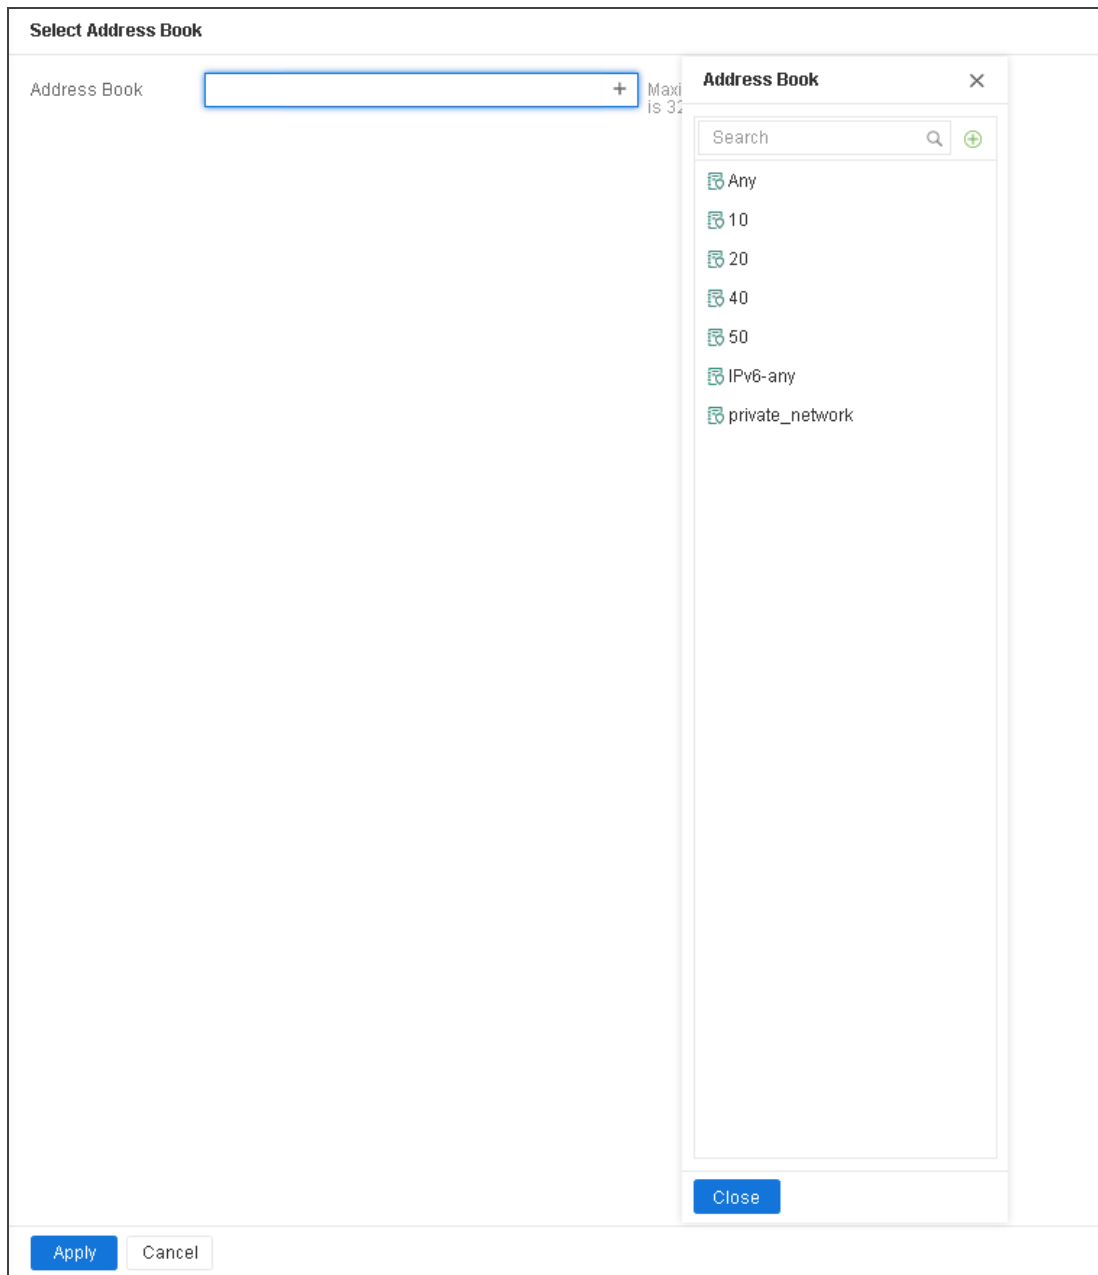 Select Address Book
Address Book
Maxi
is 32
Address Book
Search
Any
10
20
40
50
IPv6-any
private_network
Close
Apply
Cancel